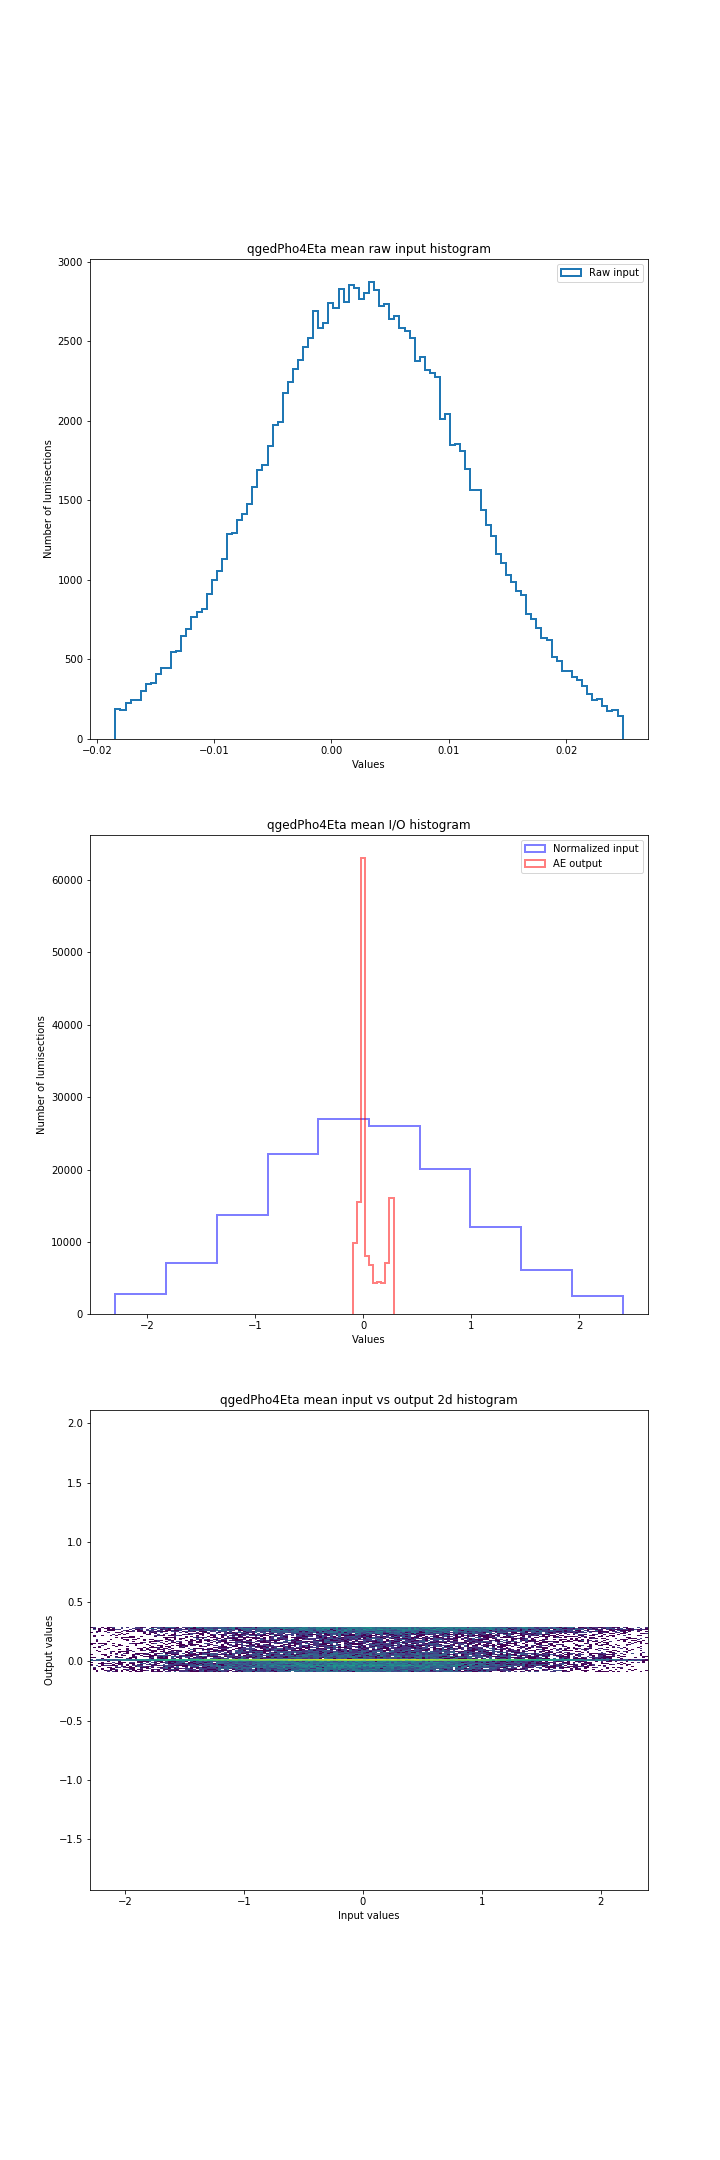 qgedPho4Eta mean raw input histogram
3000
2500
2000
1500
1000
500
0
Number of lumisections
Raw input
−0.02 −0.01 0.00 0.01 0.02
Values
qgedPho4Eta mean I/O histogram
60000
50000
40000
30000
20000
10000
0
Number of lumisections
Normalized input
AE output
−2 −1 0 1 2
Values
qgedPho4Eta mean input vs output 2d histogram
2.0
1.5
1.0
0.5
0.0
−0.5
−1.0
−1.5
Output values
−2 −1 0 1 2
Input values